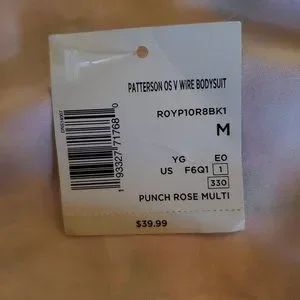 PATTERSON OS V WIRE BODYSUIT
R0YP10R8BK1
M
YG E0
US F6Q1 1
330
PUNCH ROSE MULTI
1 93327 71768 0
$39.99